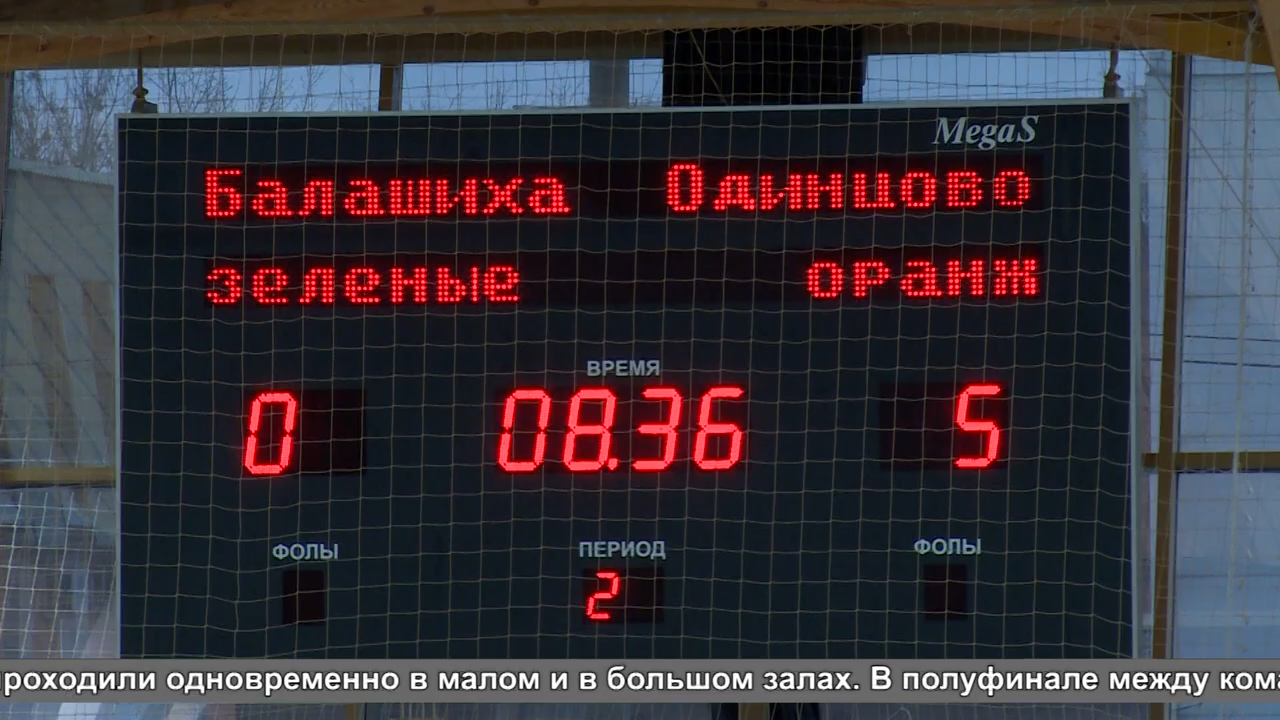 MegaS
Балашиха Одинцово
зеленые оранж
ВРЕМЯ
0 08.36 5
ФОЛЫ ПЕРИОД ФОЛЫ
2
проходили одновременно в малом и в большом залах. В полуфинале между